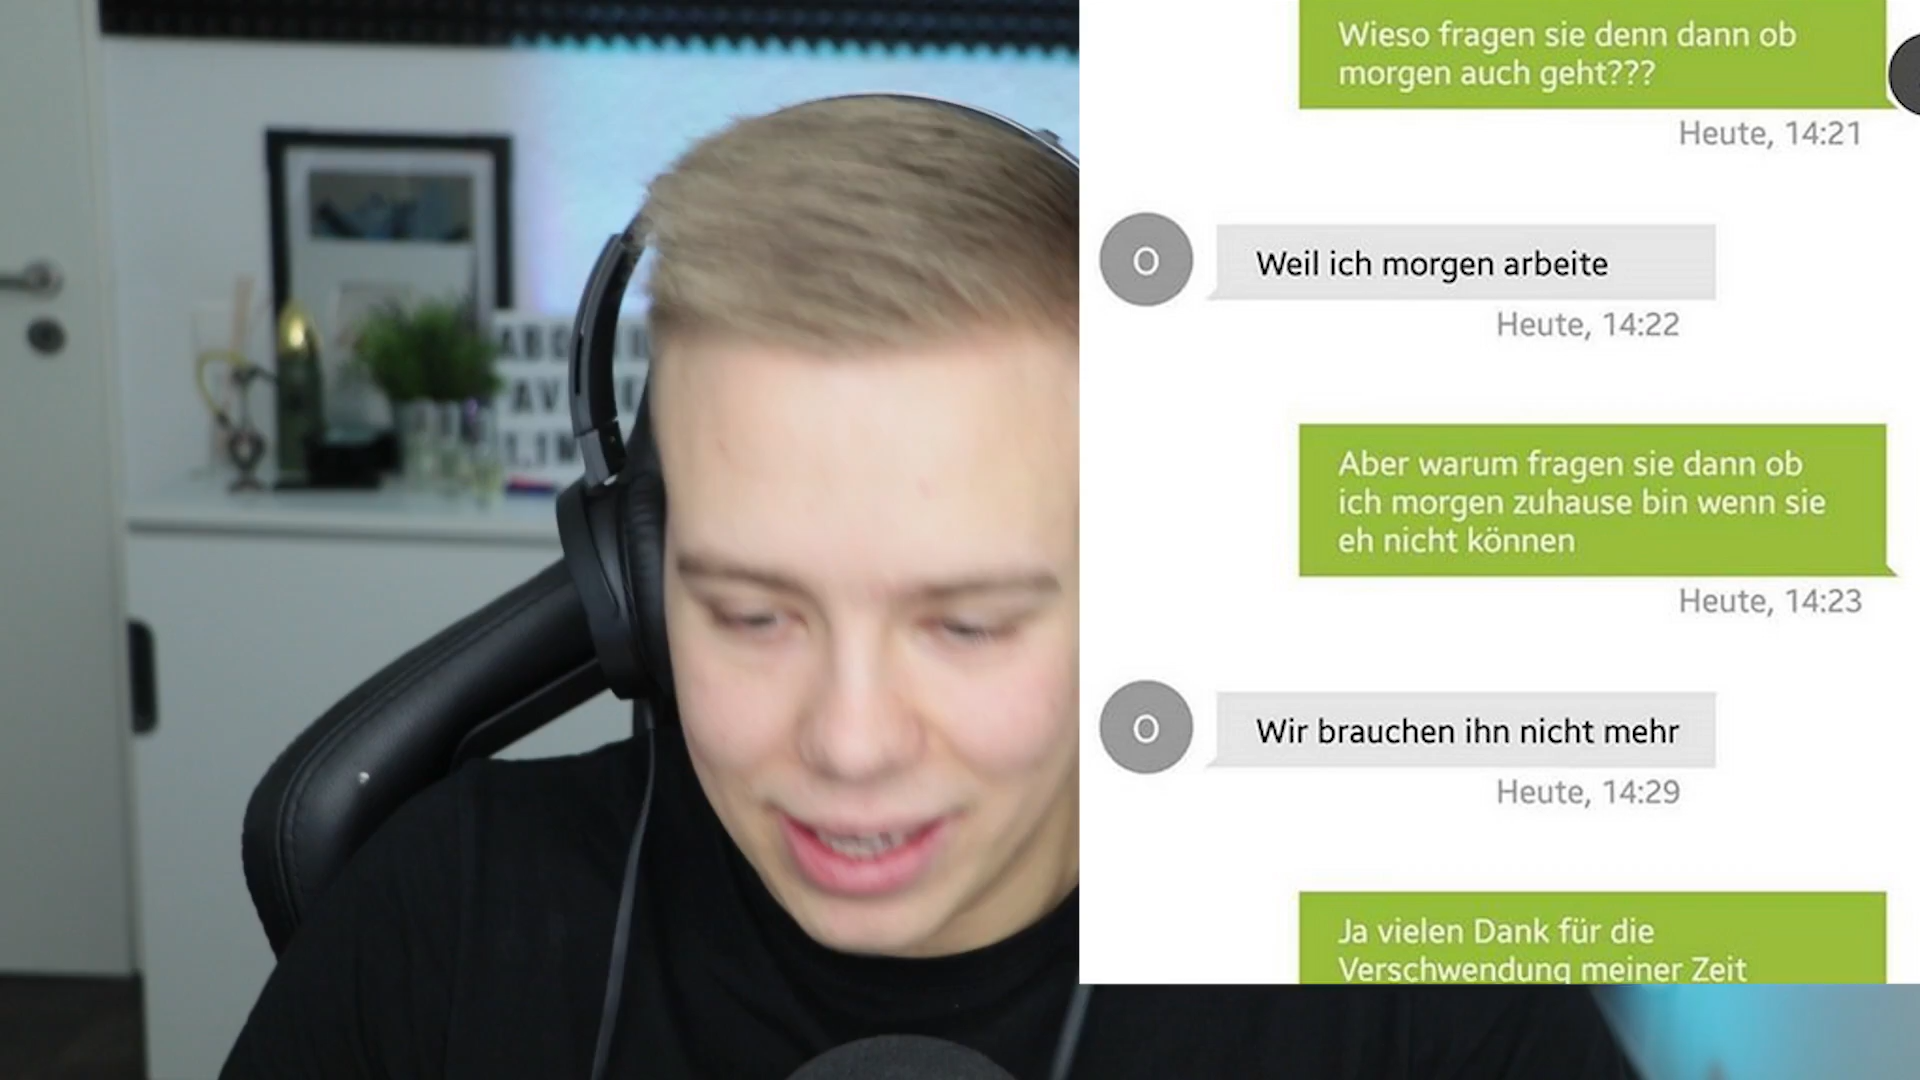 Wieso fragen sie denn dann ob
morgen auch geht???
Heute, 14:21
O
Weil ich morgen arbeite
Heute, 14:22
Aber warum fragen sie dann ob
ich morgen zuhause bin wenn sie
eh nicht können
Heute, 14:23
O
Wir brauchen ihn nicht mehr
Heute, 14:29
Ja vielen Dank für die
Verschwendung meiner Zeit